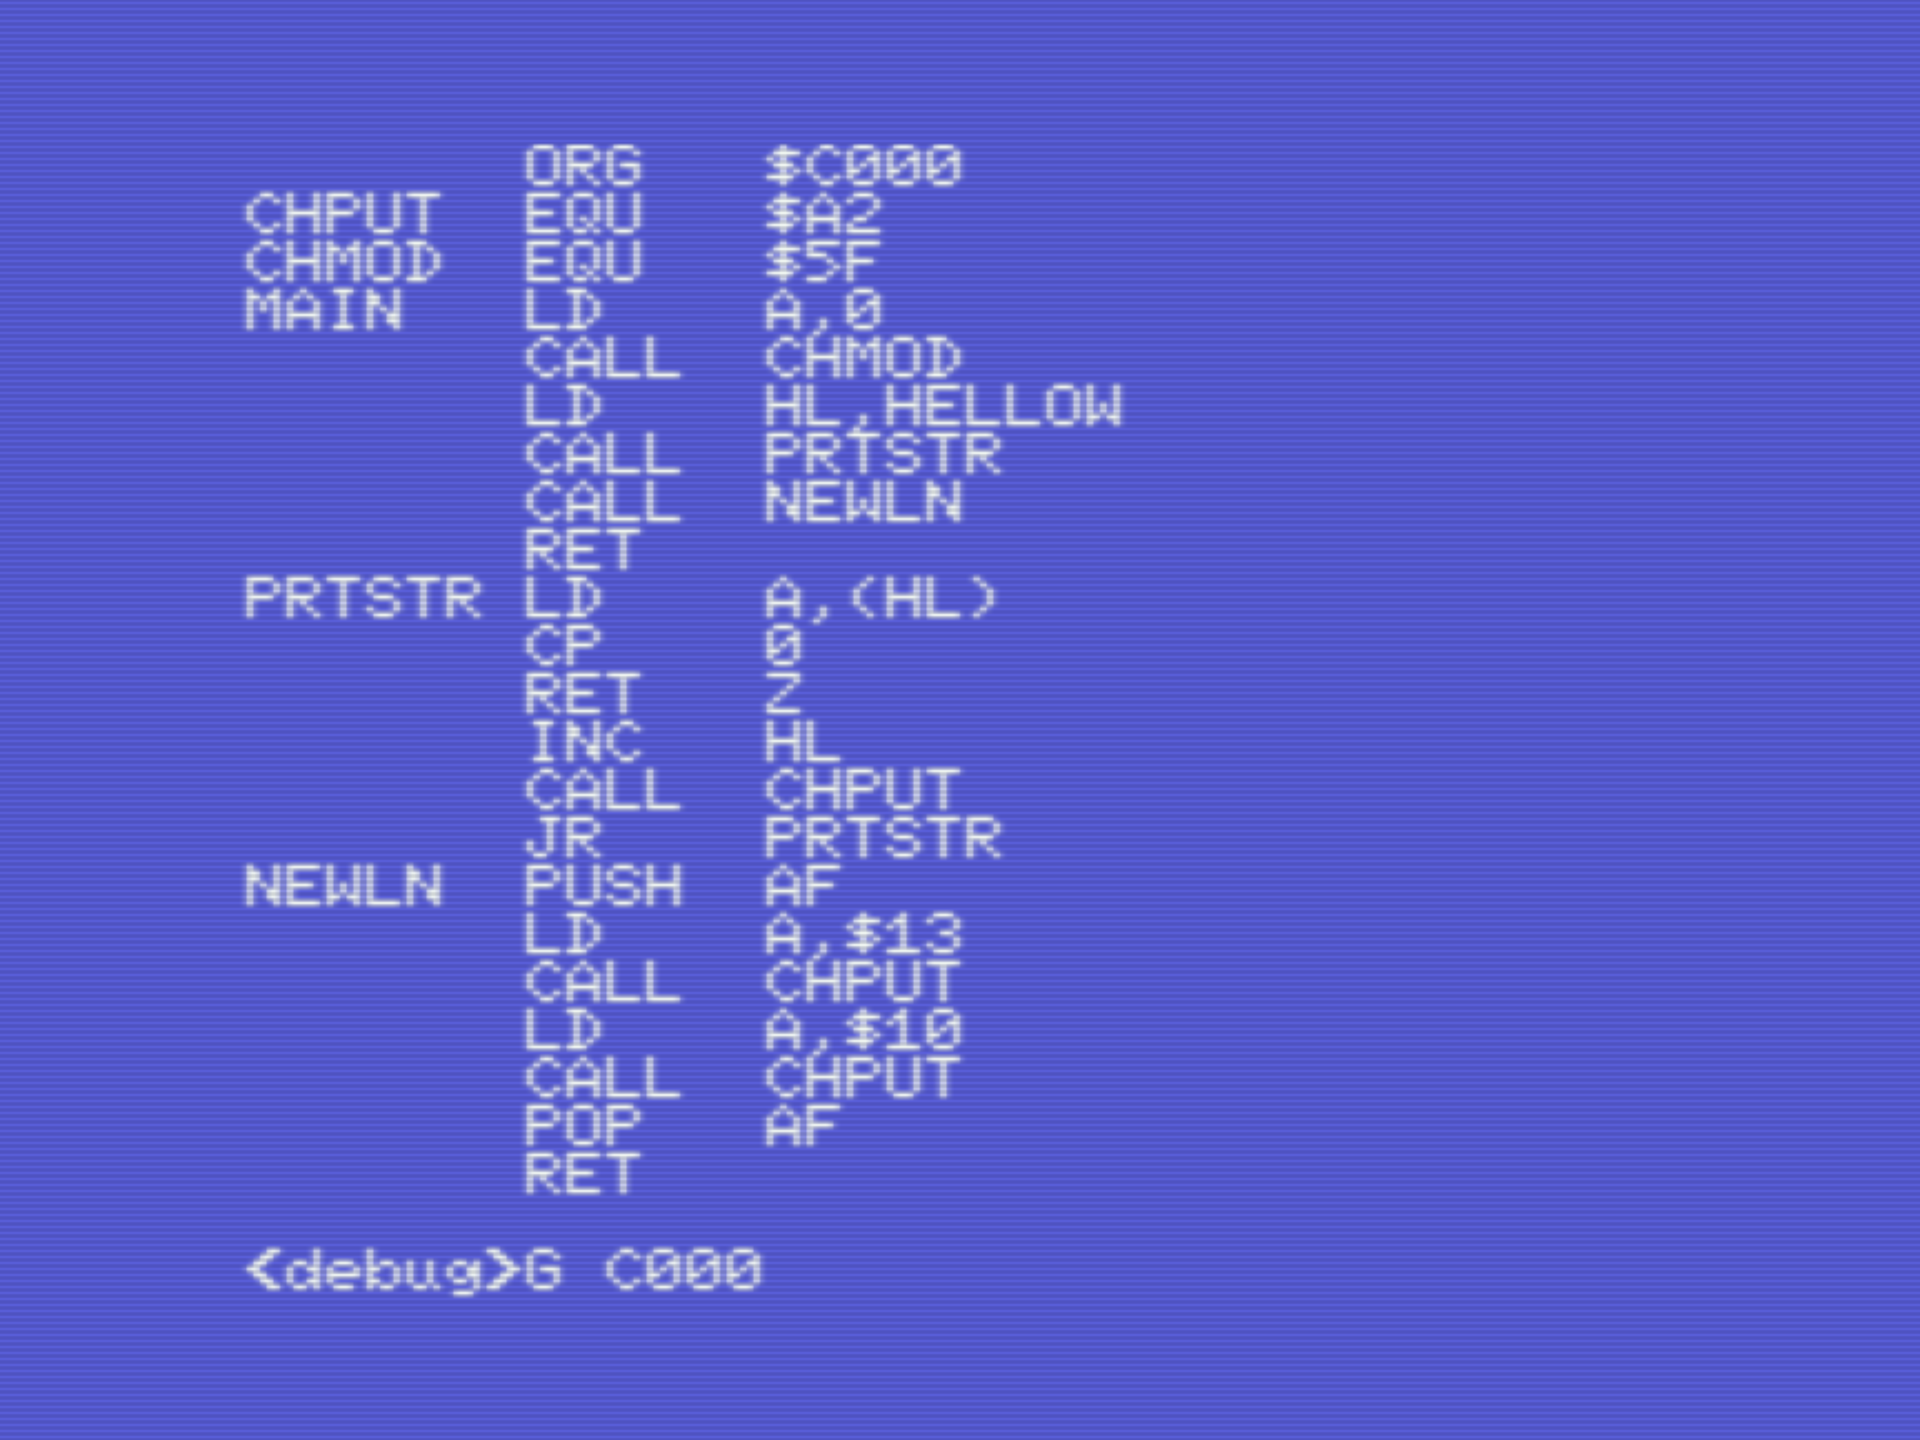 ORG $C000
CHPUT EQU $A2
CHMOD EQU $5F
MAIN LD A,0
CALL CHMOD
LD HL,HELLOW
CALL PRTSTR
CALL NEWLN
RET
PRTSTR LD A,(HL)
CP 0
RET Z
INC HL
CALL CHPUT
JR PRTSTR
NEWLN PUSH AF
LD A,$13
CALL CHPUT
LD A,$10
CALL CHPUT
POP AF
RET
<debug>G C000